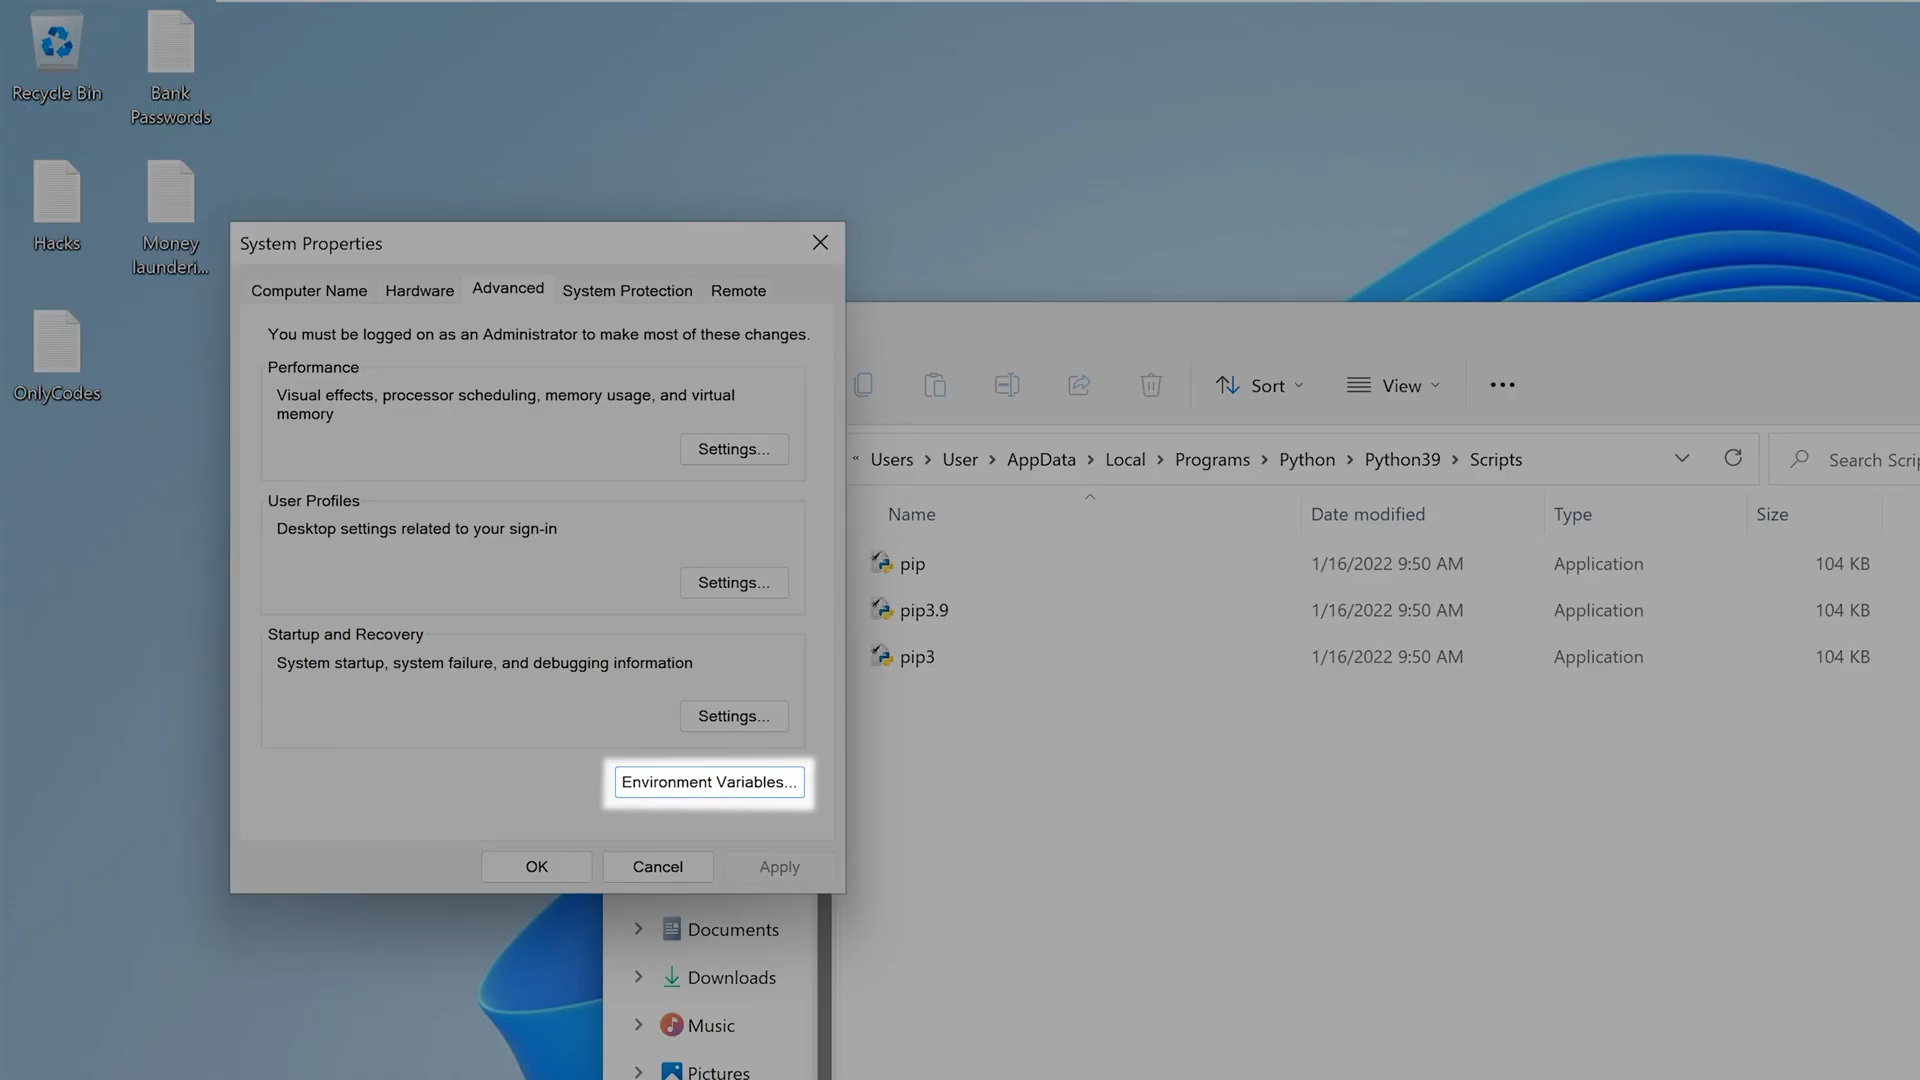 Recycle Bin
Bank
Passwords
Hacks
Money
launderi...
OnlyCodes
System Properties
Computer Name
Hardware
Advanced
System Protection
Remote
You must be logged on as an Administrator to make most of these changes.
Performance
Visual effects, processor scheduling, memory usage, and virtual
memory
Settings...
User Profiles
Desktop settings related to your sign-in
Settings...
Startup and Recovery
System startup, system failure, and debugging information
Settings...
Environment Variables...
OK
Cancel
Apply
Sort
View
« Users > User > AppData > Local > Programs > Python > Python39 > Scripts
Search Scrip
Name
Date modified
Type
Size
pip
1/16/2022 9:50 AM
Application
104 KB
pip3.9
1/16/2022 9:50 AM
Application
104 KB
pip3
1/16/2022 9:50 AM
Application
104 KB
Documents
Downloads
Music
Pictures